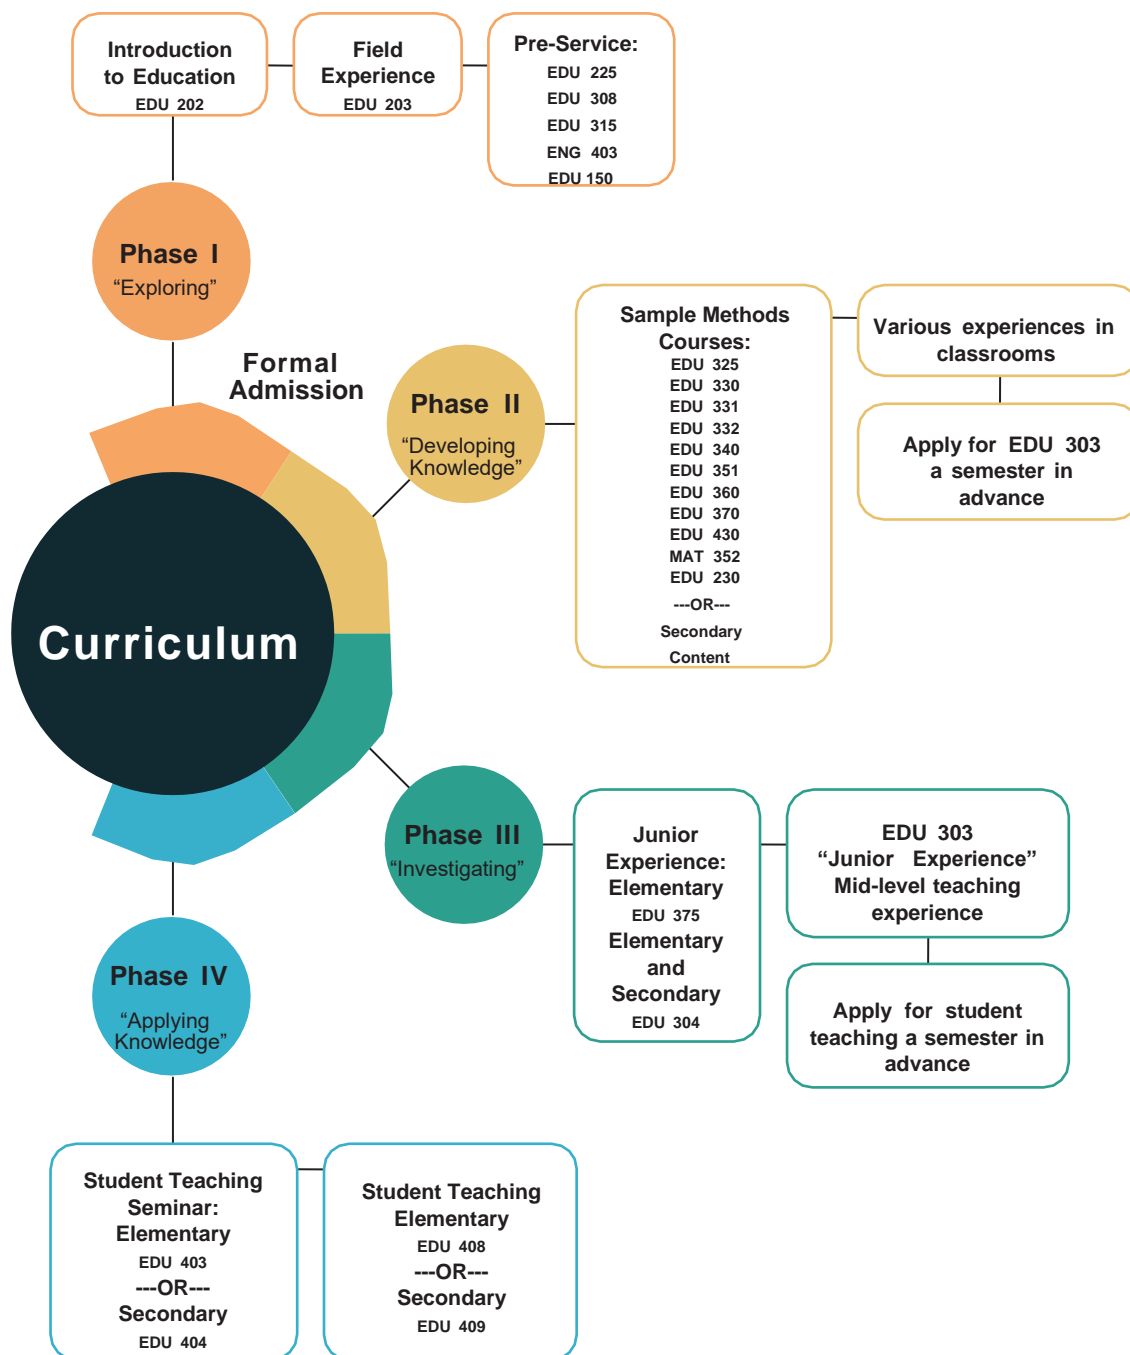 Introduction
to Education
EDU 202
Field
Experience
EDU 203
Pre-Service:
EDU 225
EDU 308
EDU 315
ENG 403
EDU 150
Phase I
“Exploring”
Formal
Admission
Phase II
“Developing
Knowledge”
Sample Methods
Courses:
EDU 325
EDU 330
EDU 331
EDU 332
EDU 340
EDU 351
EDU 360
EDU 370
EDU 430
MAT 352
EDU 230
---OR---
Secondary
Content
Various experiences in
classrooms
Apply for EDU 303
a semester in
advance
Curriculum
Phase III
“Investigating”
Junior
Experience:
Elementary
EDU 375
Elementary
and
Secondary
EDU 304
EDU 303
“Junior Experience”
Mid-level teaching
experience
Apply for student
teaching a semester in
advance
Phase IV
“Applying
Knowledge”
Student Teaching
Seminar:
Elementary
EDU 403
---OR---
Secondary
EDU 404
Student Teaching
Elementary
EDU 408
---OR---
Secondary
EDU 409